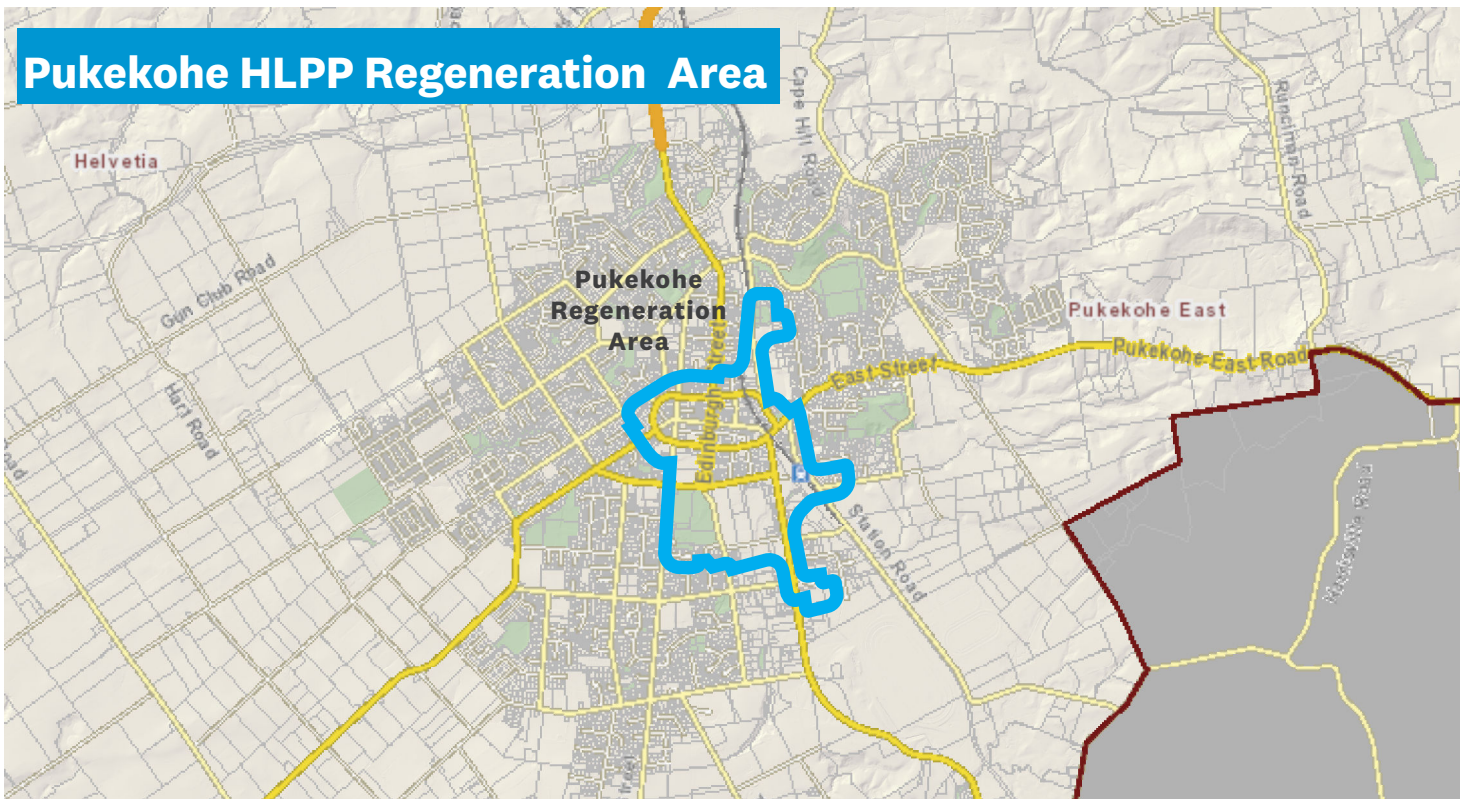 Pukekohe HLPP Regeneration Area
Cape Hill Road
Runciman Road
Helvetia
Gun Club Road
Pukekohe
Regeneration
Area
Pukekohe East
Pukekohe East Road
East Street
Edinburgh Street
Hart Road
Road
Station Road